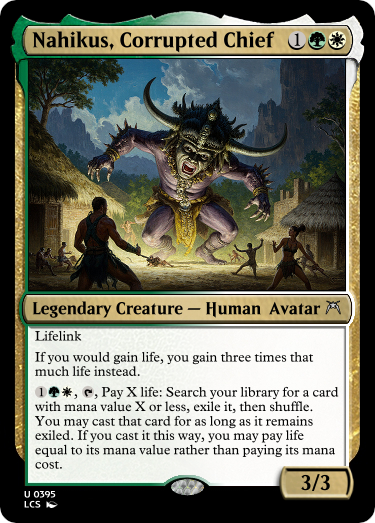 Nahikus, Corrupted Chief 1
Legendary Creature — Human Avatar
Lifelink
If you would gain life, you gain three times that
much life instead.
1, , Pay X life: Search your library for a
card with mana value X or less, exile it, then shuffle.
You may cast that card for as long as it remains
exiled. If you cast it this way, you may pay life
equal to its mana value rather than paying its mana
cost.
3/3
U 0395
LCS